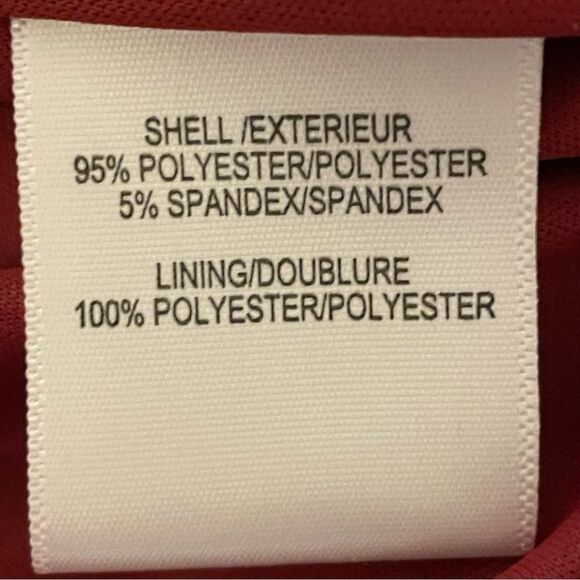 SHELL /EXTERIEUR
95% POLYESTER/POLYESTER
5% SPANDEX/SPANDEX
LINING/DOUBLURE
100% POLYESTER/POLYESTER